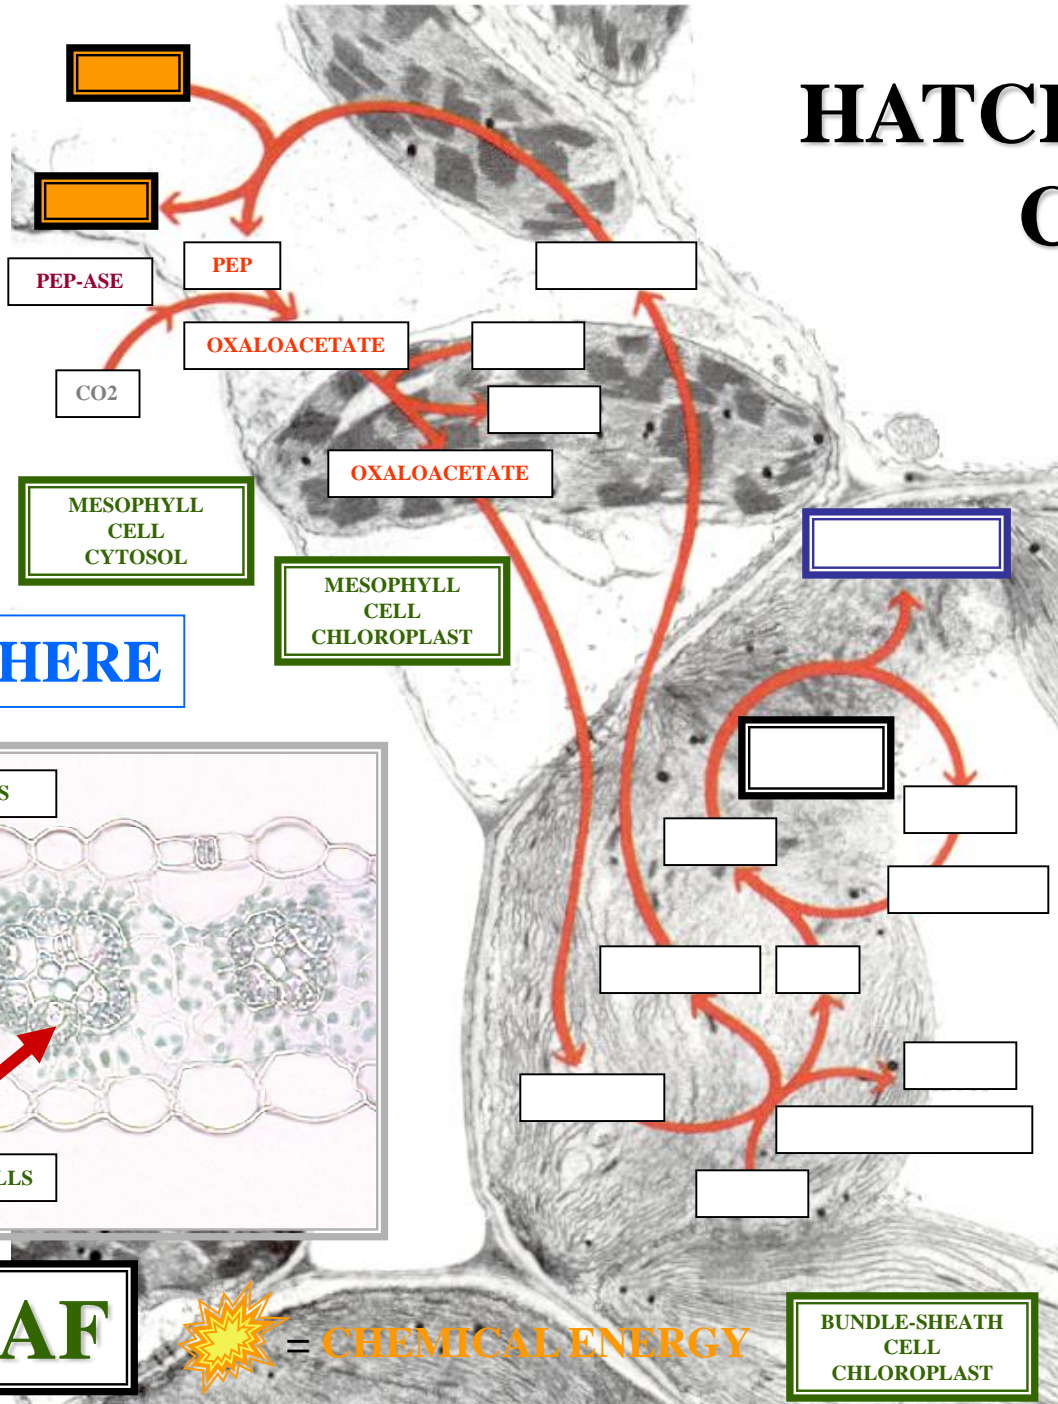 HATC
PEP-ASE
PEP
OXALOACETATE
CO2
OXALOACETATE
MESOPHYLL
CELL
CYTOSOL
MESOPHYLL
CELL
CHLOROPLAST
HERE
S
LLS
AF
= CHEMICAL ENERGY
BUNDLE-SHEATH
CELL
CHLOROPLAST